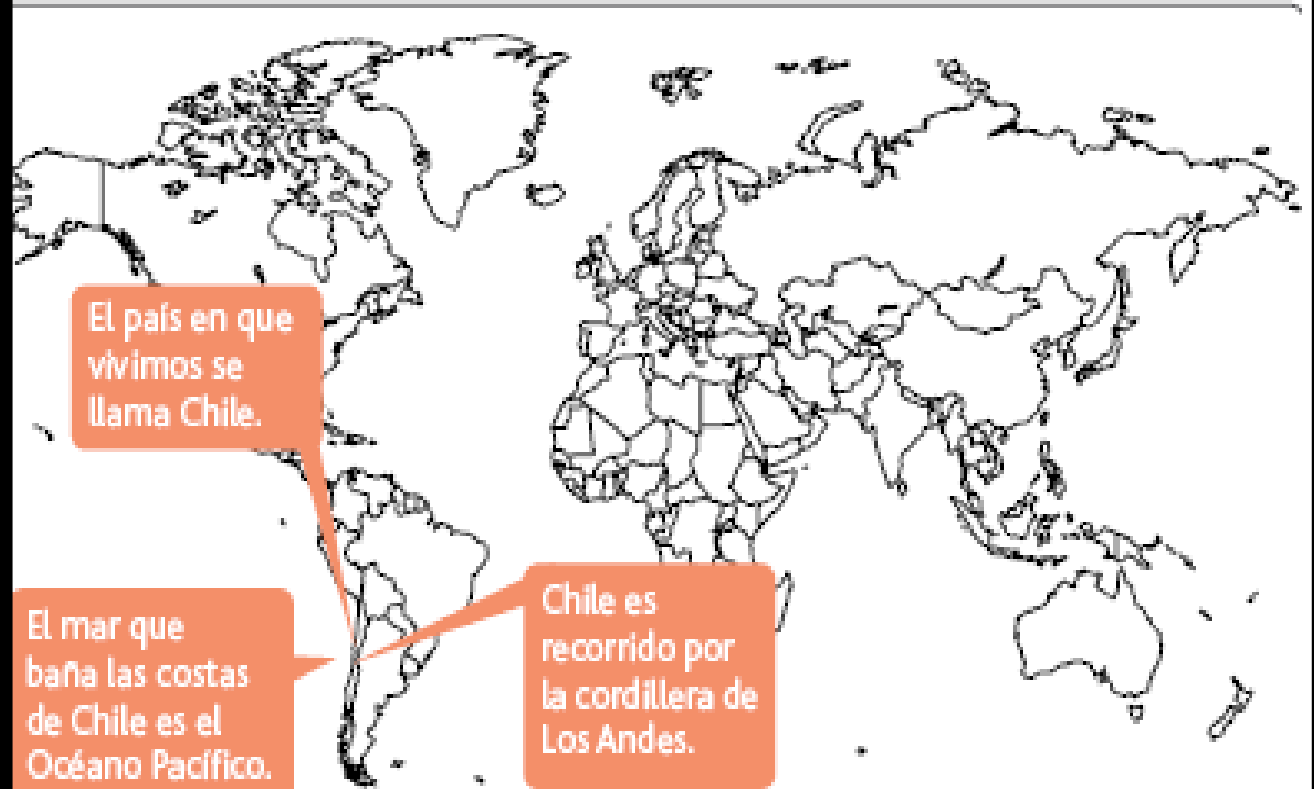 El país en que
vivimos se
llama Chile.
El mar que
baña las costas
de Chile es el
Océano Pacífico.
Chile es
recorrido por
la cordillera de
Los Andes.